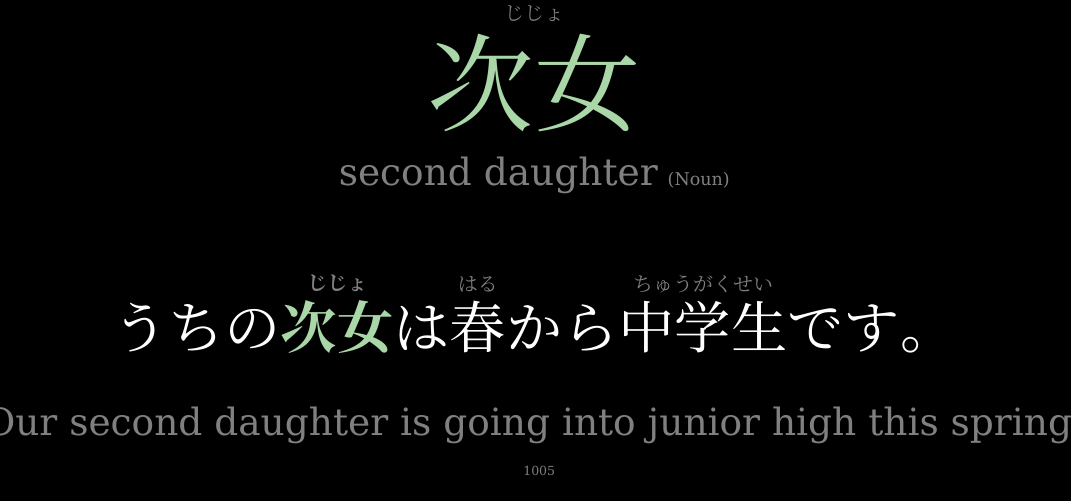 じじょ
次女
second daughter (Noun)
じじょ はる ちゅうがくせい
うちの次女は春から中学生です。
Our second daughter is going into junior high this spring
1005